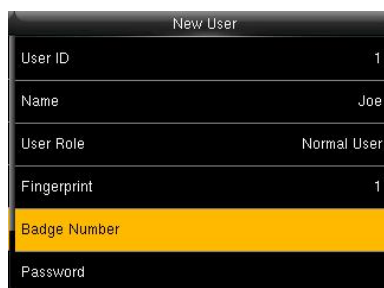 New User
User ID 1
Name Joe
User Role Normal User
Fingerprint 1
Badge Number
Password